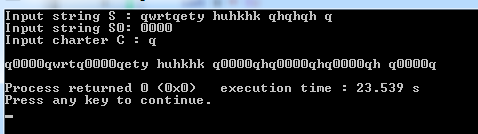 Input string S : qwrtqety huhkhk qhqhqh q
Input string S0: 0000
Input charter C : q
q0000qwrtq0000qety huhkhk q0000qhq0000qhq0000qh q0000q
Process returned 0 (0x0)   execution time : 23.539 s
Press any key to continue.